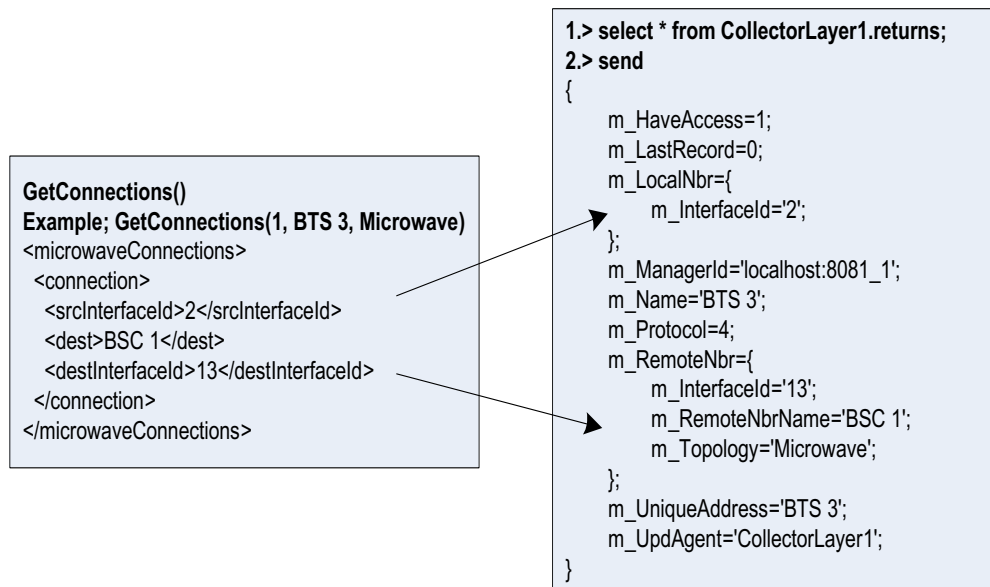 GetConnections()
Example; GetConnections(1, BTS 3, Microwave)
<microwaveConnections>
<connection>
<srcInterfaceId>2</srcInterfaceId>
<dest>BSC 1</dest>
<destInterfaceId>13</destInterfaceId>
</connection>
</microwaveConnections>
1.> select * from CollectorLayer1.returns;
2.> send
{
m_HaveAccess=1;
m_LastRecord=0;
m_LocalNbr={
m_InterfaceId='2';
};
m_ManagerId='localhost:8081_1';
m_Name='BTS 3';
m_Protocol=4;
m_RemoteNbr={
m_InterfaceId='13';
m_RemoteNbrName='BSC 1';
m_Topology='Microwave';
};
m_UniqueAddress='BTS 3';
m_UpdAgent='CollectorLayer1';
}